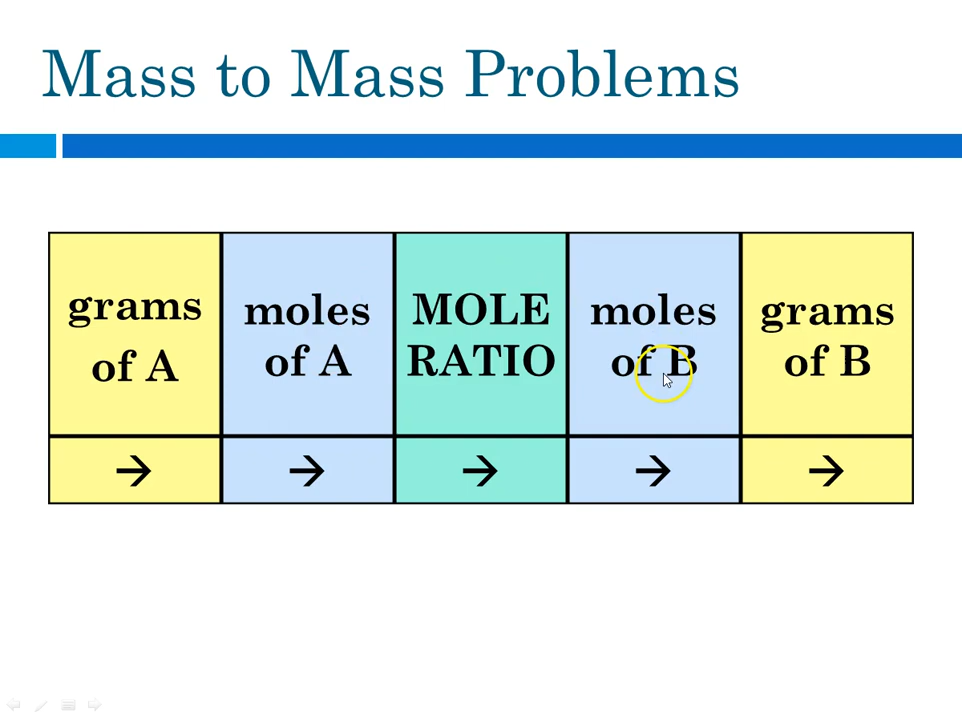 Mass to Mass Problems
grams
of A
moles
of A
MOLE
RATIO
moles
of B
grams
of B
→ → → → →